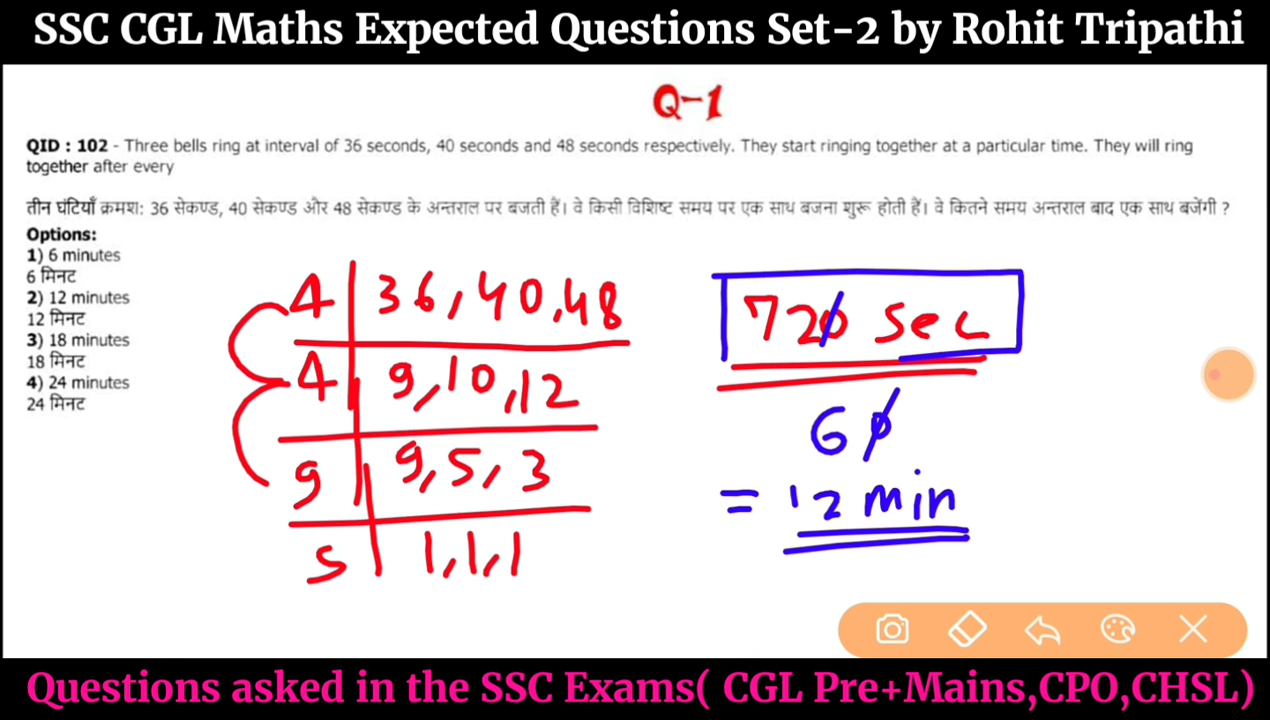 SSC CGL Maths Expected Questions Set-2 by Rohit Tripathi
Q-1
QID : 102 - Three bells ring at interval of 36 seconds, 40 seconds and 48 seconds respectively. They start ringing together at a particular time. They will ring
together after every
तीन घंटियाँ क्रमश: 36 सेकण्ड, 40 सेकण्ड और 48 सेकण्ड के अन्तराल पर बजती हैं। वे किसी विशिष्ट समय पर एक साथ बजना शुरू होती हैं। वे कितने समय अन्तराल बाद एक साथ बजेंगी ?
Options:
1) 6 minutes
6 मिनट
2) 12 minutes
12 मिनट
3) 18 minutes
18 मिनट
4) 24 minutes
24 मिनट
4 36, 40, 48
4 9, 10, 12
9 9, 5, 3
5 1, 1, 1
720 sec
60
= 12 min
Questions asked in the SSC Exams( CGL Pre+Mains,CPO,CHSL)